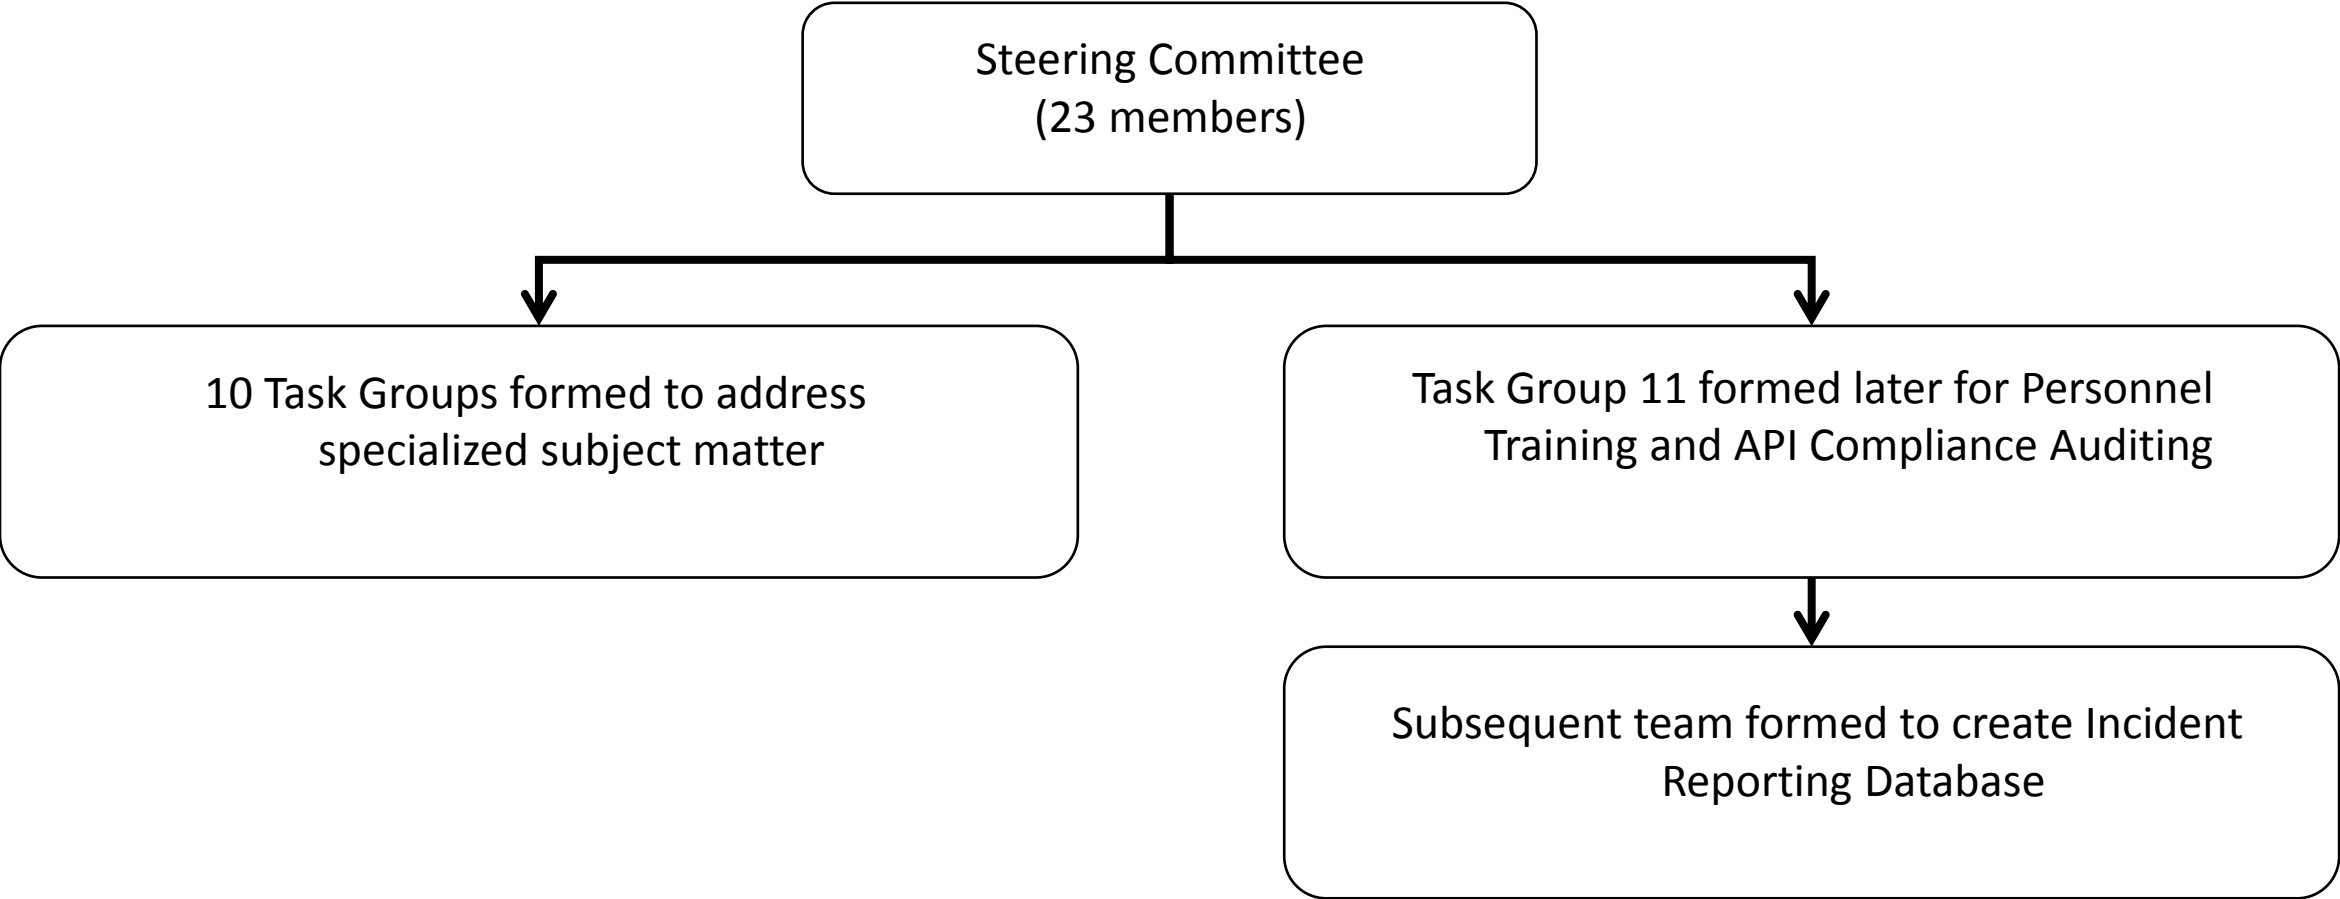 Steering Committee
(23 members)
10 Task Groups formed to address
specialized subject matter
Task Group 11 formed later for Personnel
Training and API Compliance Auditing
Subsequent team formed to create Incident
Reporting Database